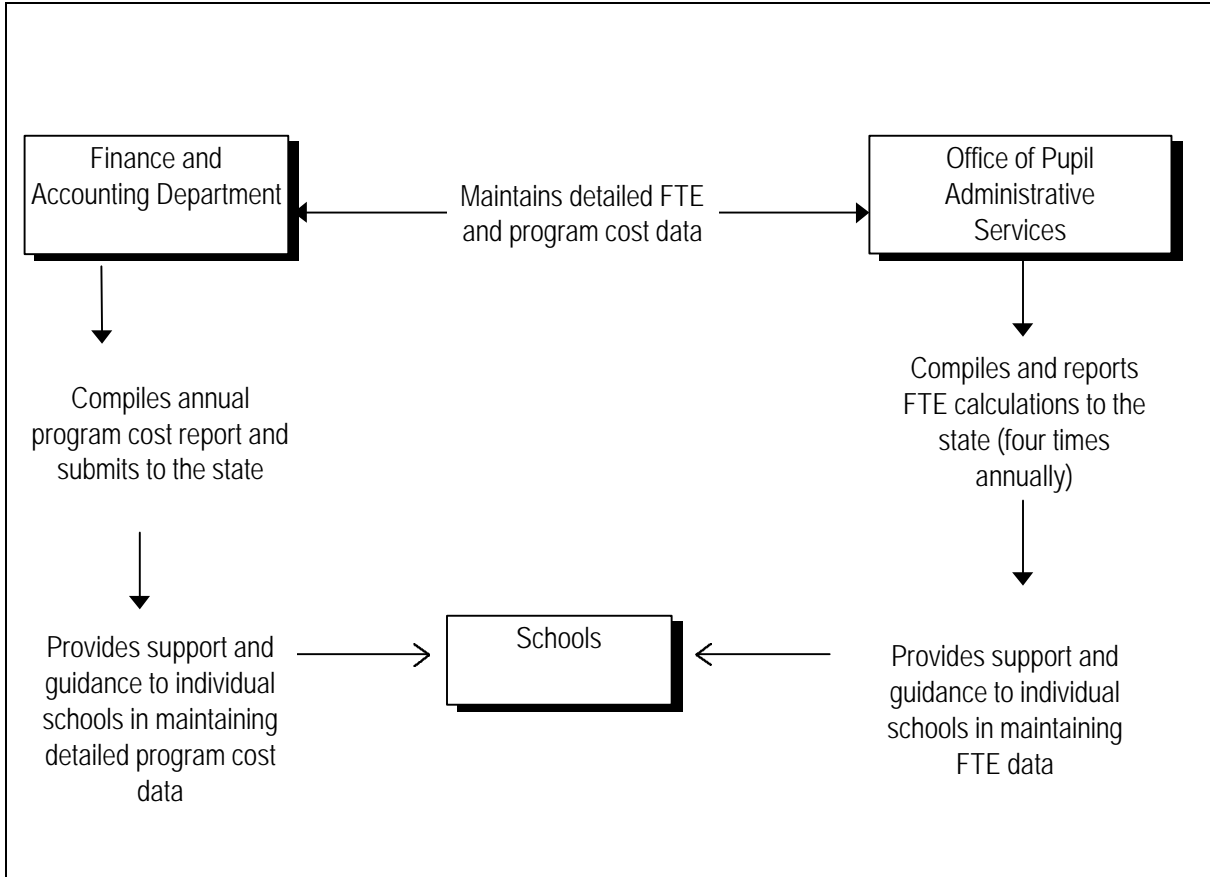 Finance and
Accounting Department
Maintains detailed FTE
and program cost data
Office of Pupil
Administrative
Services
Compiles annual
program cost report and
submits to the state
Compiles and reports
FTE calculations to the
state (four times
annually)
Provides support and
guidance to individual
schools in maintaining
detailed program cost
data
Schools
Provides support and
guidance to individual
schools in maintaining
FTE data